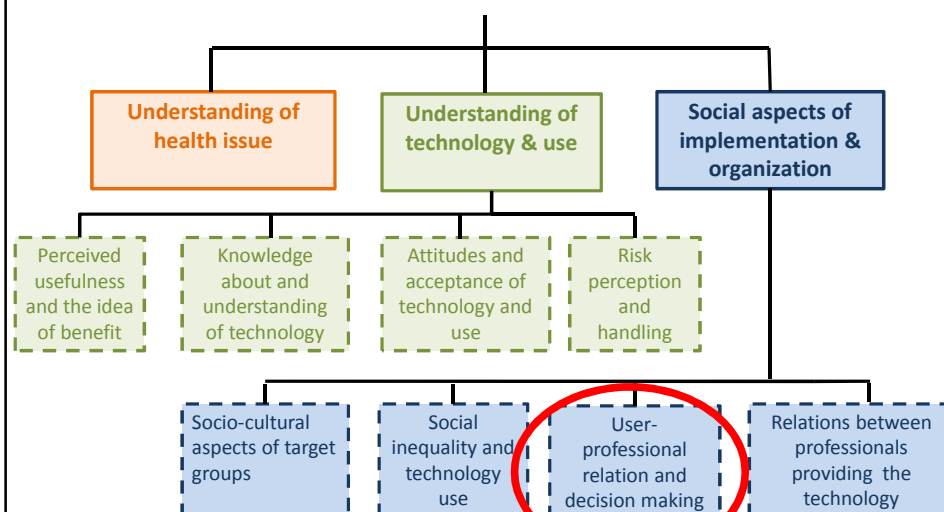 Understanding of
health issue
Understanding of
technology & use
Social aspects of
implementation &
organization
Perceived
usefulness
and the idea
of benefit
Knowledge
about and
understanding
of technology
Attitudes and
acceptance of
technology and
use
Risk
perception
and
handling
Socio-cultural
aspects of target
groups
Social
inequality and
technology
use
User-
professional
relation and
decision making
Relations between
professionals
providing the
technology